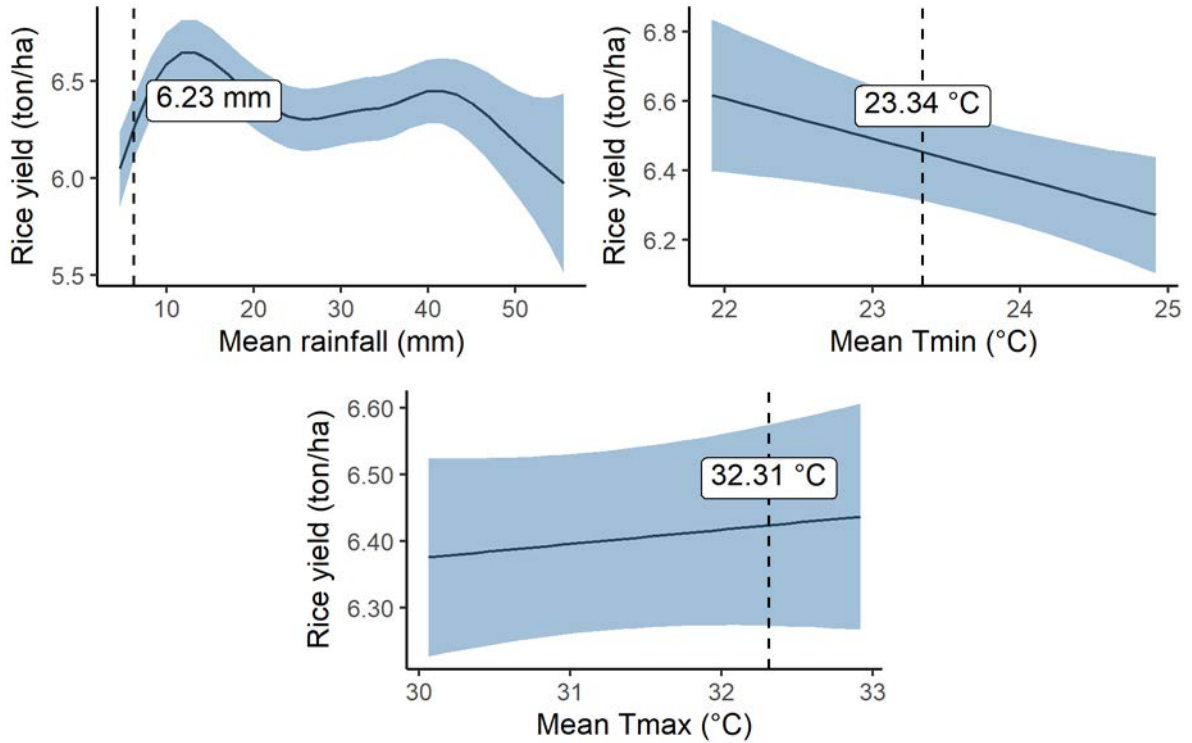 Rice yield (ton/ha)
6.5
6.0
5.5
6.23 mm
10 20 30 40 50
Mean rainfall (mm)
Rice yield (ton/ha)
6.8
6.6
6.4
6.2
23.34 °C
22 23 24 25
Mean Tmin (°C)
Rice yield (ton/ha)
6.60
6.50
6.40
6.30
32.31 °C
30 31 32 33
Mean Tmax (°C)